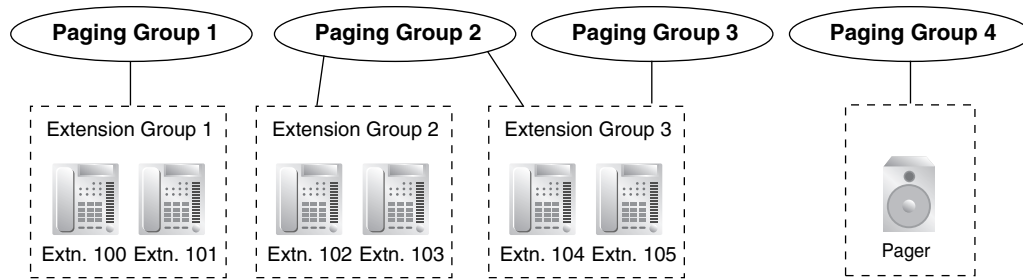 Paging Group 1
Paging Group 2
Paging Group 3
Paging Group 4
Extension Group 1
Extension Group 2
Extension Group 3
Extn. 100 Extn. 101
Extn. 102 Extn. 103
Extn. 104 Extn. 105
Pager